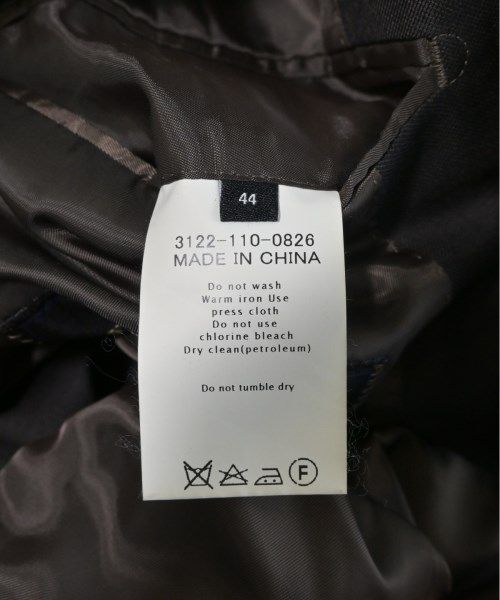 44
3122-110-0826
MADE IN CHINA
Do not wash
Warm iron Use
press cloth
Do not use
chlorine bleach
Dry clean(petroleum)
Do not tumble dry
F